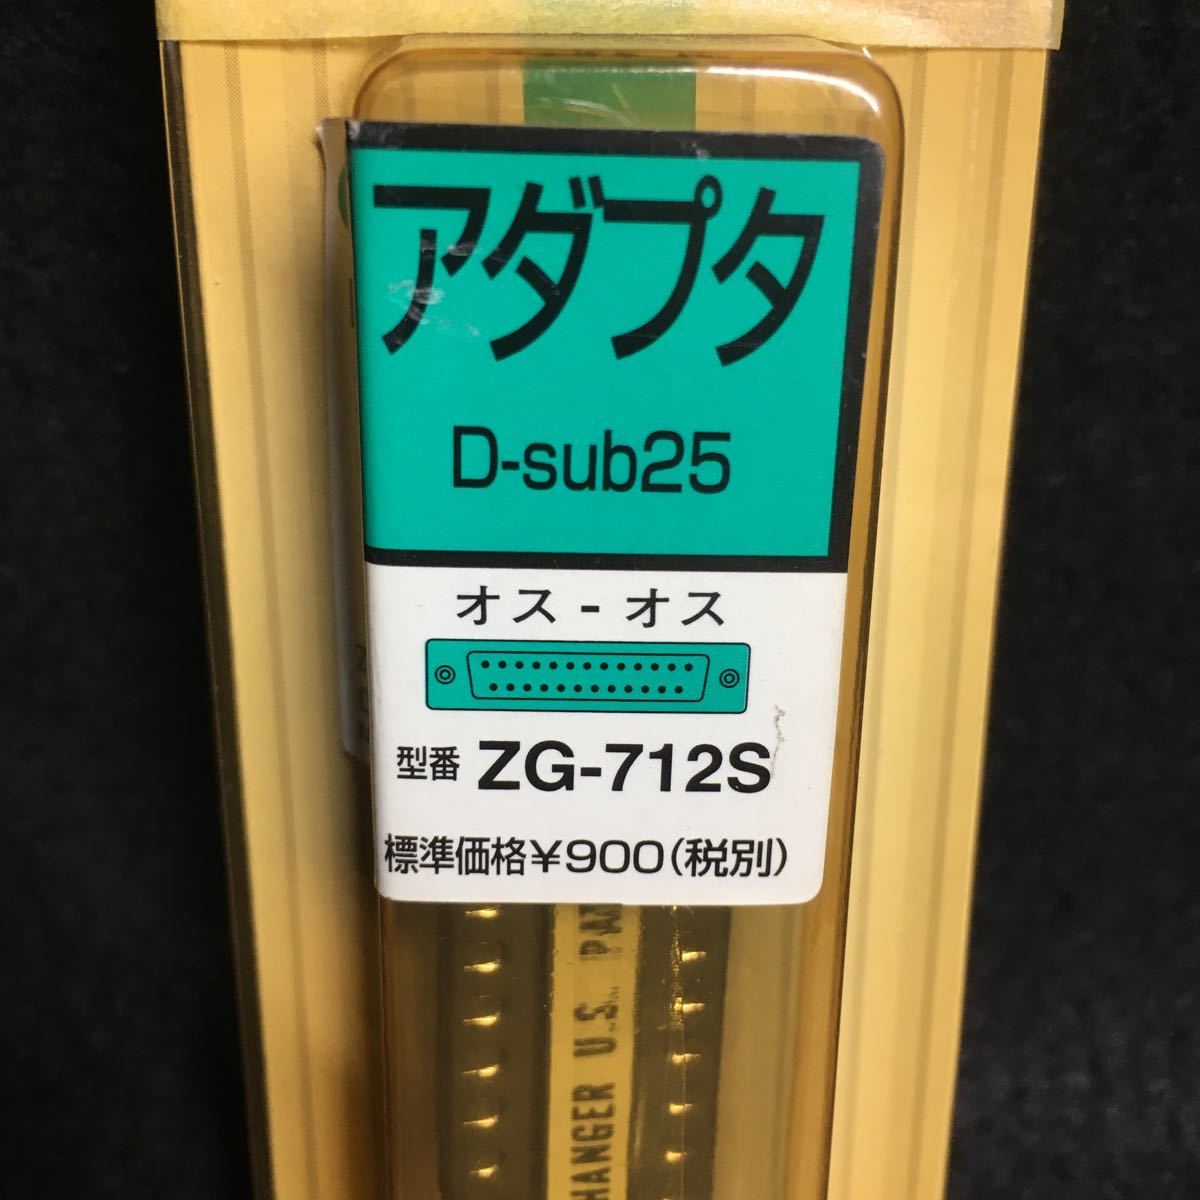 アダプタ
D-sub25
オス-オス
型番 ZG-712S
標準価格¥900(税別)
HANGER U.S. PA